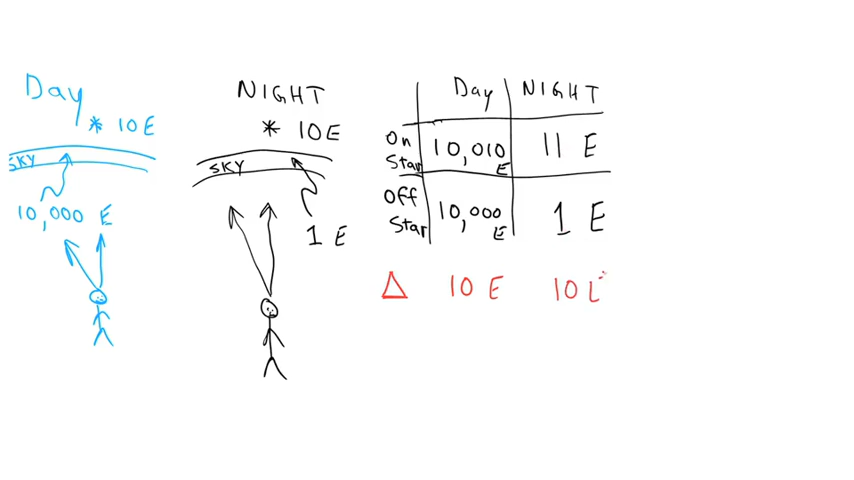 Day
* 10 E
SKY
10,000 E
NIGHT
* 10 E
SKY
1 E
Day NIGHT
On Star 10,010 E 11 E
Off Star 10,000 E 1 E
Δ 10 E 10 E